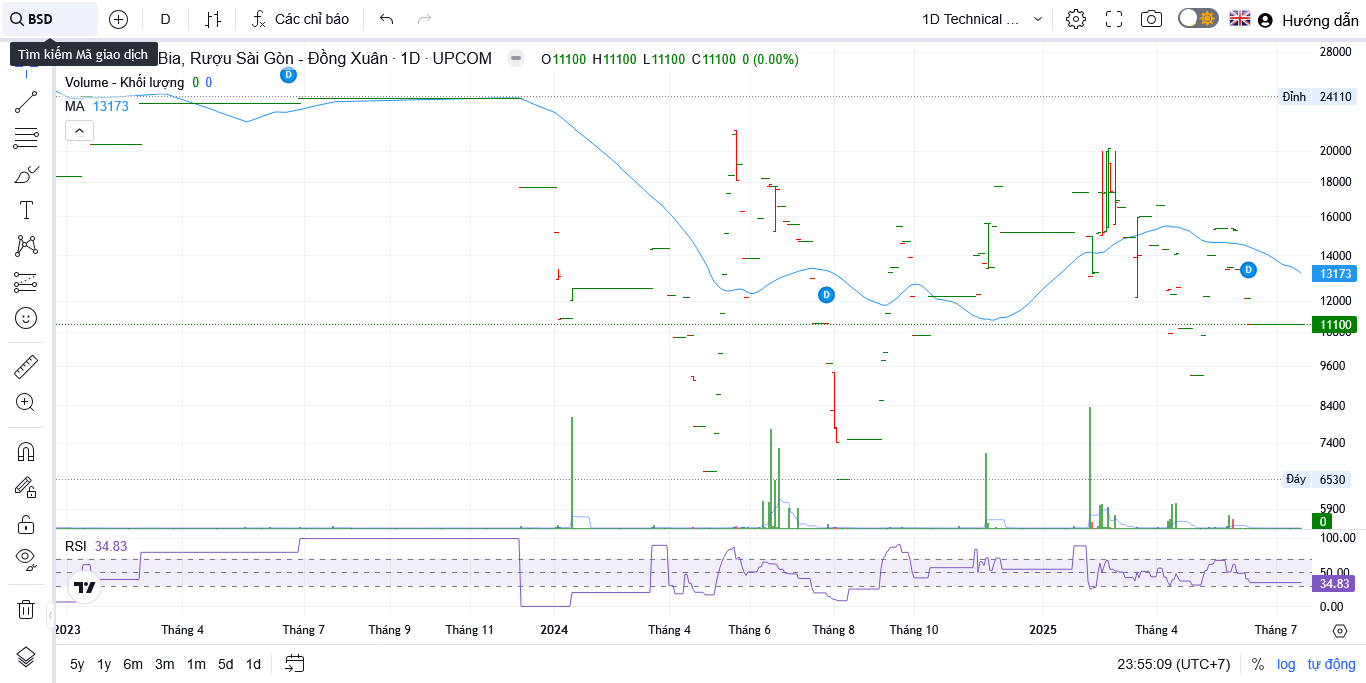 BSD
D
Các chỉ báo
1D Technical ...
Hướng dẫn
Tìm kiếm Mã giao dịch
Bia, Rượu Sài Gòn - Đồng Xuân · 1D · UPCOM
O11100 H11100 L11100 C11100 0 (0.00%)
Volume - Khối lượng 0 0
MA 13173
D
D
D
28000
Đỉnh 24110
20000
18000
16000
14000
13173
12000
11100
10000
9600
8400
7400
Đáy 6530
5900
0
RSI 34.83
100.00
50.00
34.83
0.00
2023
Tháng 4
Tháng 7
Tháng 9
Tháng 11
2024
Tháng 4
Tháng 6
Tháng 8
Tháng 10
2025
Tháng 4
Tháng 7
5y 1y 6m 3m 1m 5d 1d
23:55:09 (UTC+7)
% log tự động